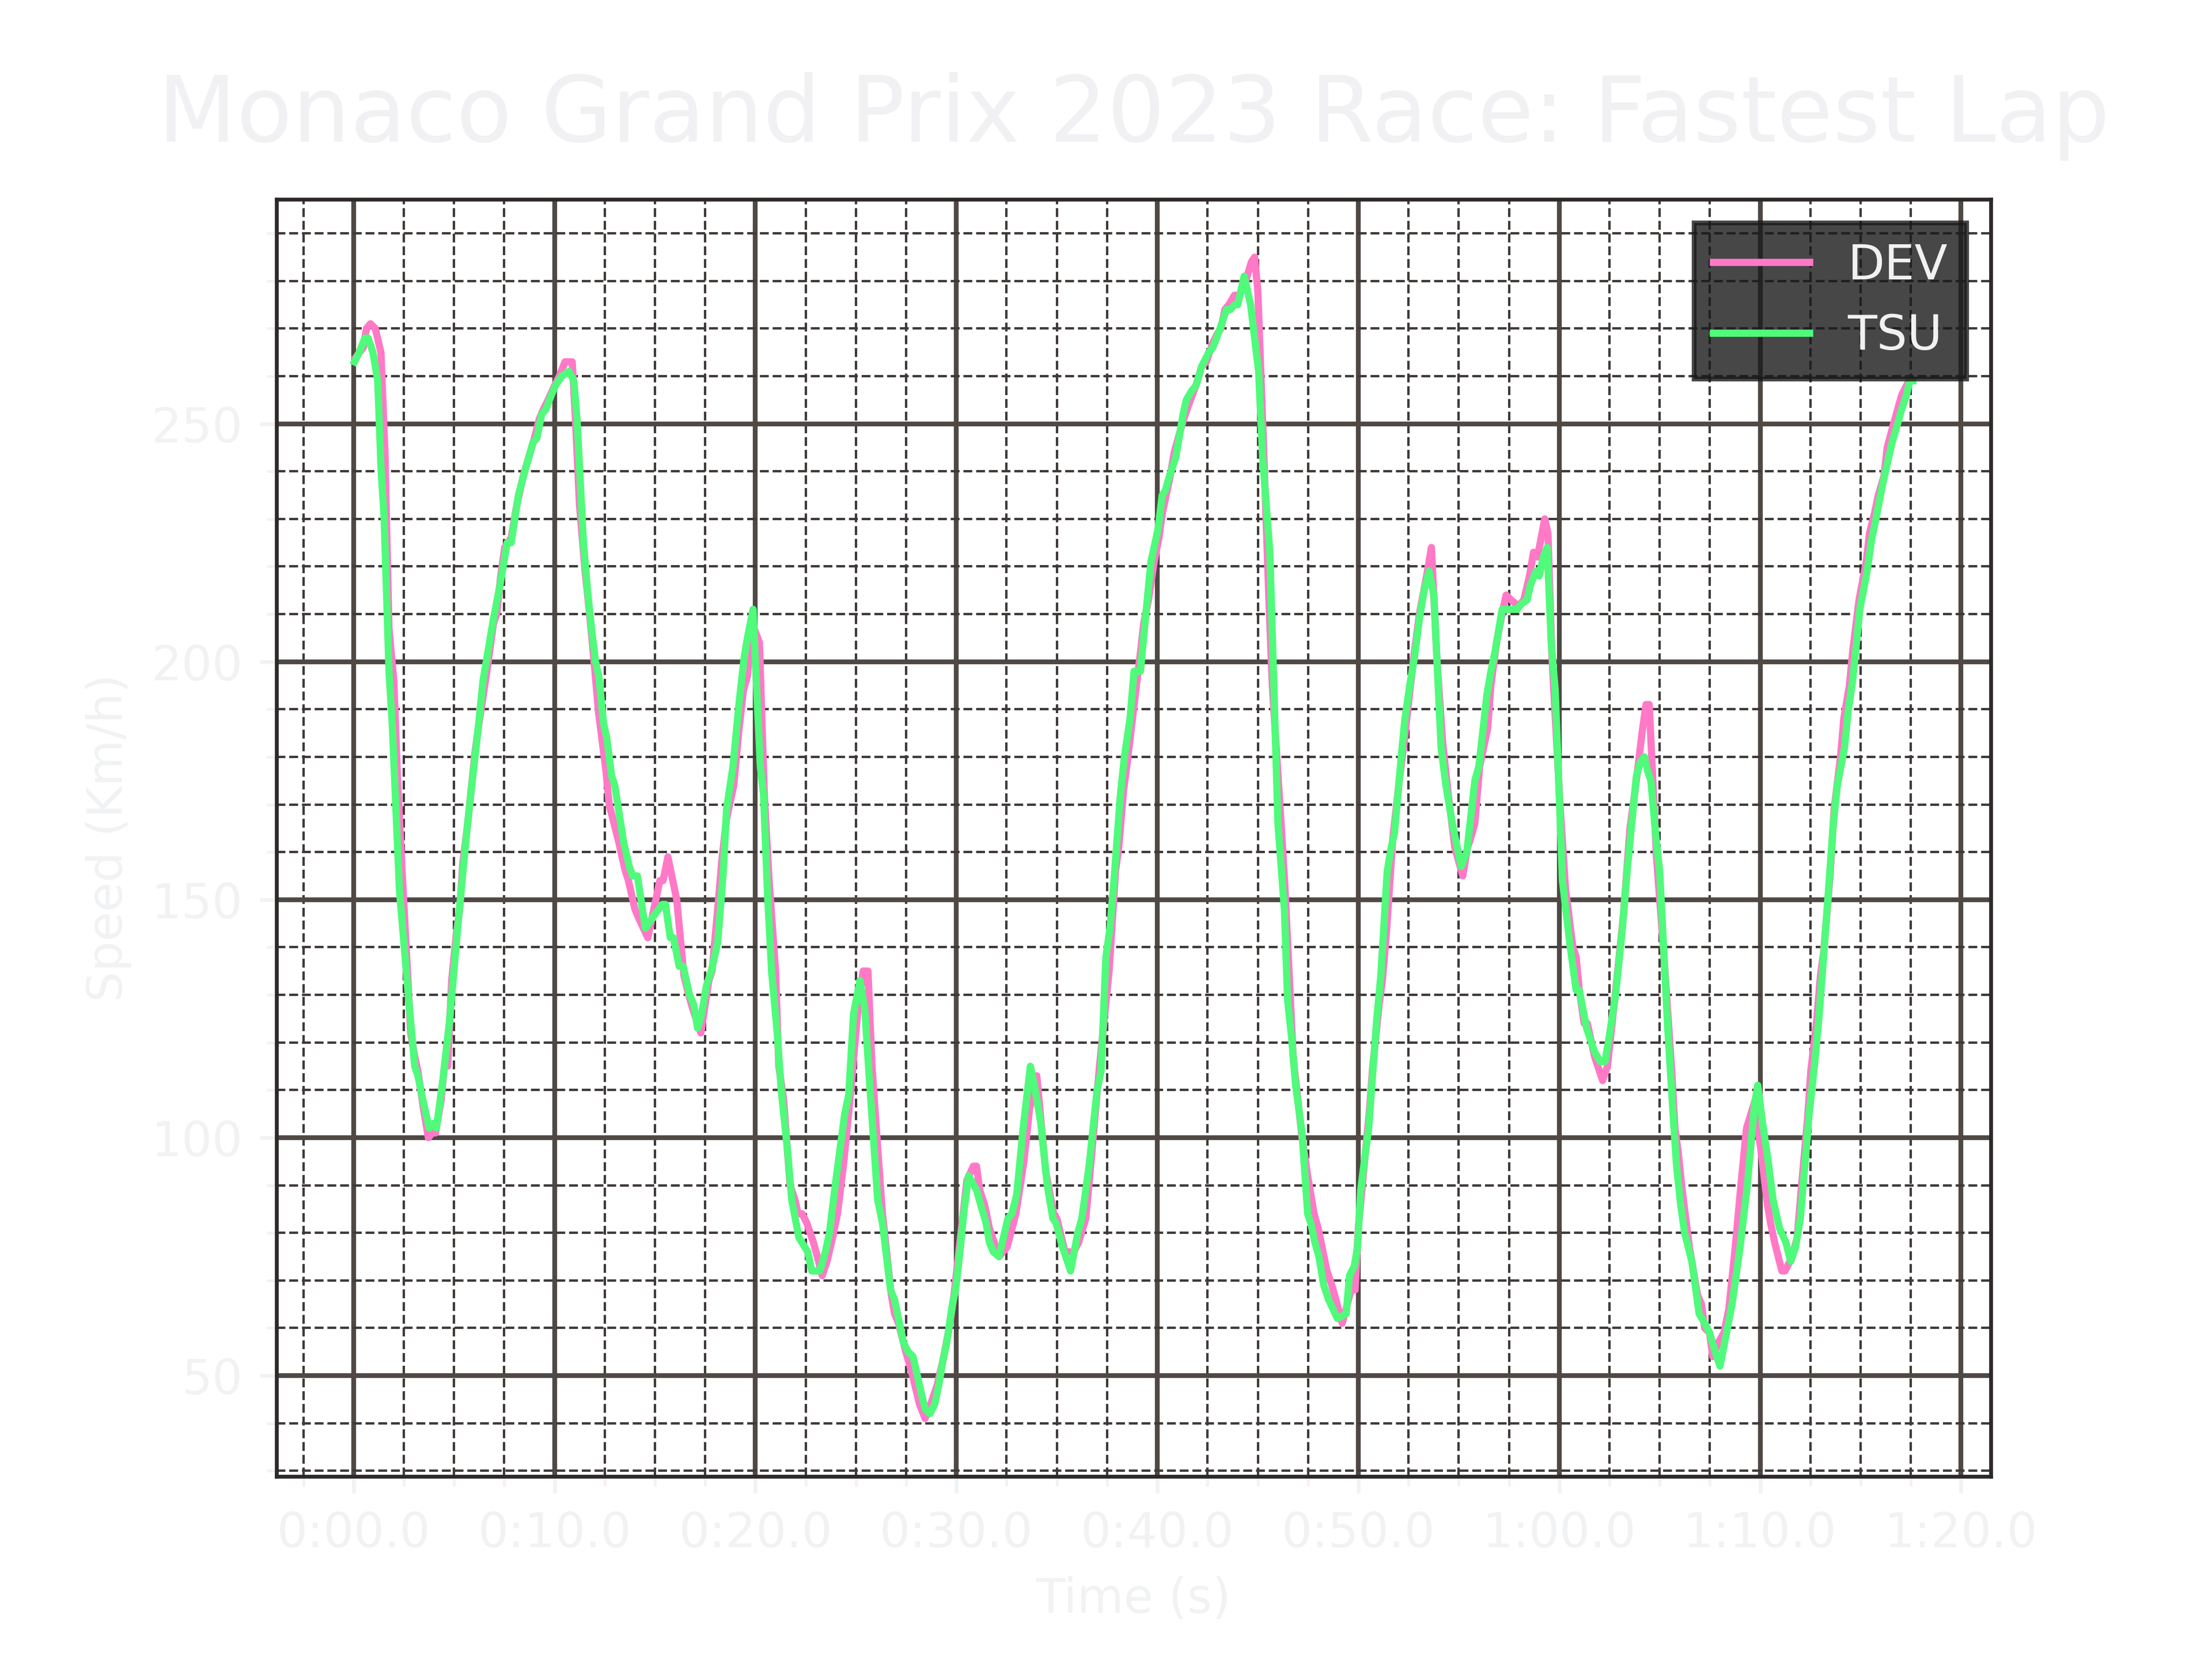 Monaco Grand Prix 2023 Race: Fastest Lap
DEV
TSU
Speed (Km/h)
250
200
150
100
50
0:00.0 0:10.0 0:20.0 0:30.0 0:40.0 0:50.0 1:00.0 1:10.0 1:20.0
Time (s)